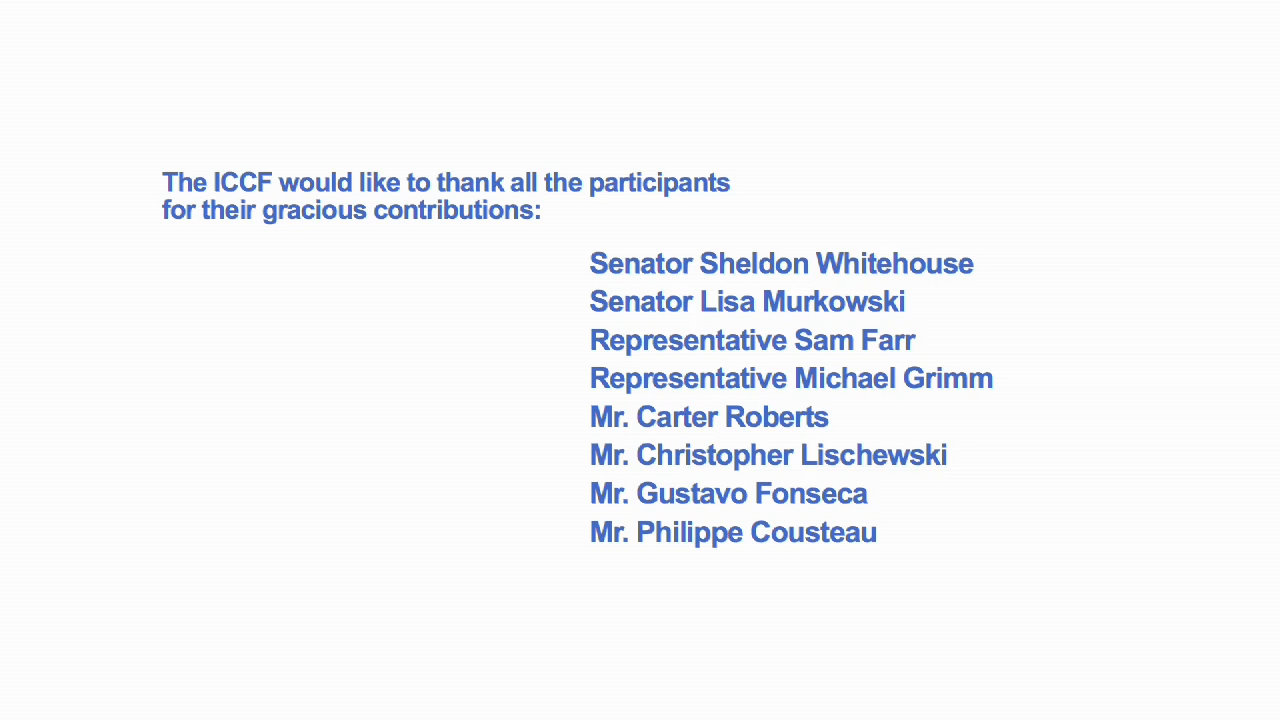 The ICCF would like to thank all the participants
for their gracious contributions:
Senator Sheldon Whitehouse
Senator Lisa Murkowski
Representative Sam Farr
Representative Michael Grimm
Mr. Carter Roberts
Mr. Christopher Lischewski
Mr. Gustavo Fonseca
Mr. Philippe Cousteau